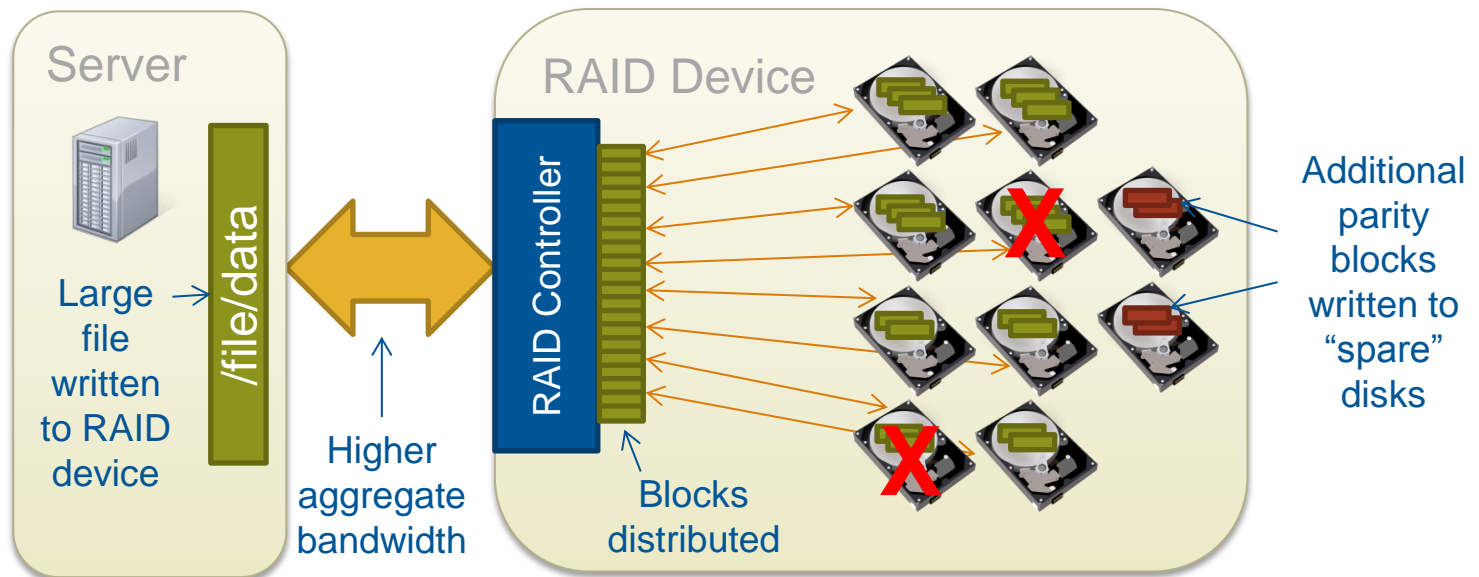 Server
/file/data
Large
file
written
to RAID
device
Higher
aggregate
bandwidth
RAID Device
RAID Controller
Blocks
distributed
X
X
Additional
parity
blocks
written to
“spare”
disks